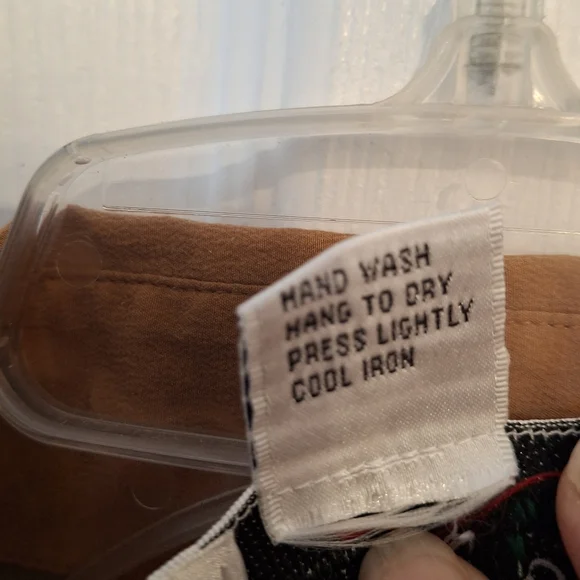 HAND WASH
HANG TO DRY
PRESS LIGHTLY
COOL IRON